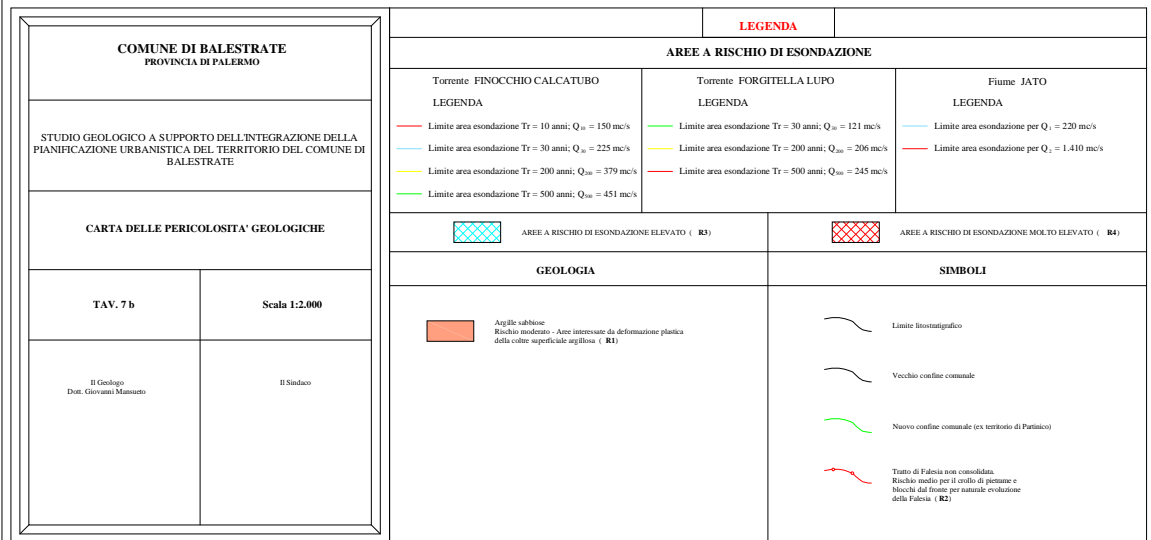 COMUNE DI BALESTRATE
PROVINCIA DI PALERMO
STUDIO GEOLOGICO A SUPPORTO DELL'INTEGRAZIONE DELLA
PIANIFICAZIONE URBANISTICA DEL TERRITORIO DEL COMUNE DI
BALESTRATE
CARTA DELLE PERICOLOSITA' GEOLOGICHE
TAV. 7 b
Scala 1:2.000
Il Geologo
Dott. Giovanni Mansueto
Il Sindaco
LEGENDA
AREE A RISCHIO DI ESONDAZIONE
Torrente FINOCCHIO CALCATUBO
LEGENDA
Limite area esondazione Tr = 10 anni; Q10 = 150 mc/s
Limite area esondazione Tr = 30 anni; Q30 = 225 mc/s
Limite area esondazione Tr = 200 anni; Q200 = 379 mc/s
Limite area esondazione Tr = 500 anni; Q500 = 451 mc/s
Torrente FORGITELLA LUPO
LEGENDA
Limite area esondazione Tr = 30 anni; Q30 = 121 mc/s
Limite area esondazione Tr = 200 anni; Q200 = 206 mc/s
Limite area esondazione Tr = 500 anni; Q500 = 245 mc/s
Fiume JATO
LEGENDA
Limite area esondazione per Q1 = 220 mc/s
Limite area esondazione per Q2 = 1.410 mc/s
AREE A RISCHIO DI ESONDAZIONE ELEVATO ( R3)
AREE A RISCHIO DI ESONDAZIONE MOLTO ELEVATO ( R4)
GEOLOGIA
Argille sabbiose
Rischio moderato - Aree interessate da deformazione plastica
della coltre superficiale argillosa ( R1)
SIMBOLI
Limite litostratigrafico
Vecchio confine comunale
Nuovo confine comunale (ex territorio di Partinico)
Tratto di Falesia non consolidata.
Rischio medio per il crollo di pietrame e
blocchi dal fronte per naturale evoluzione
della Falesia ( R2)